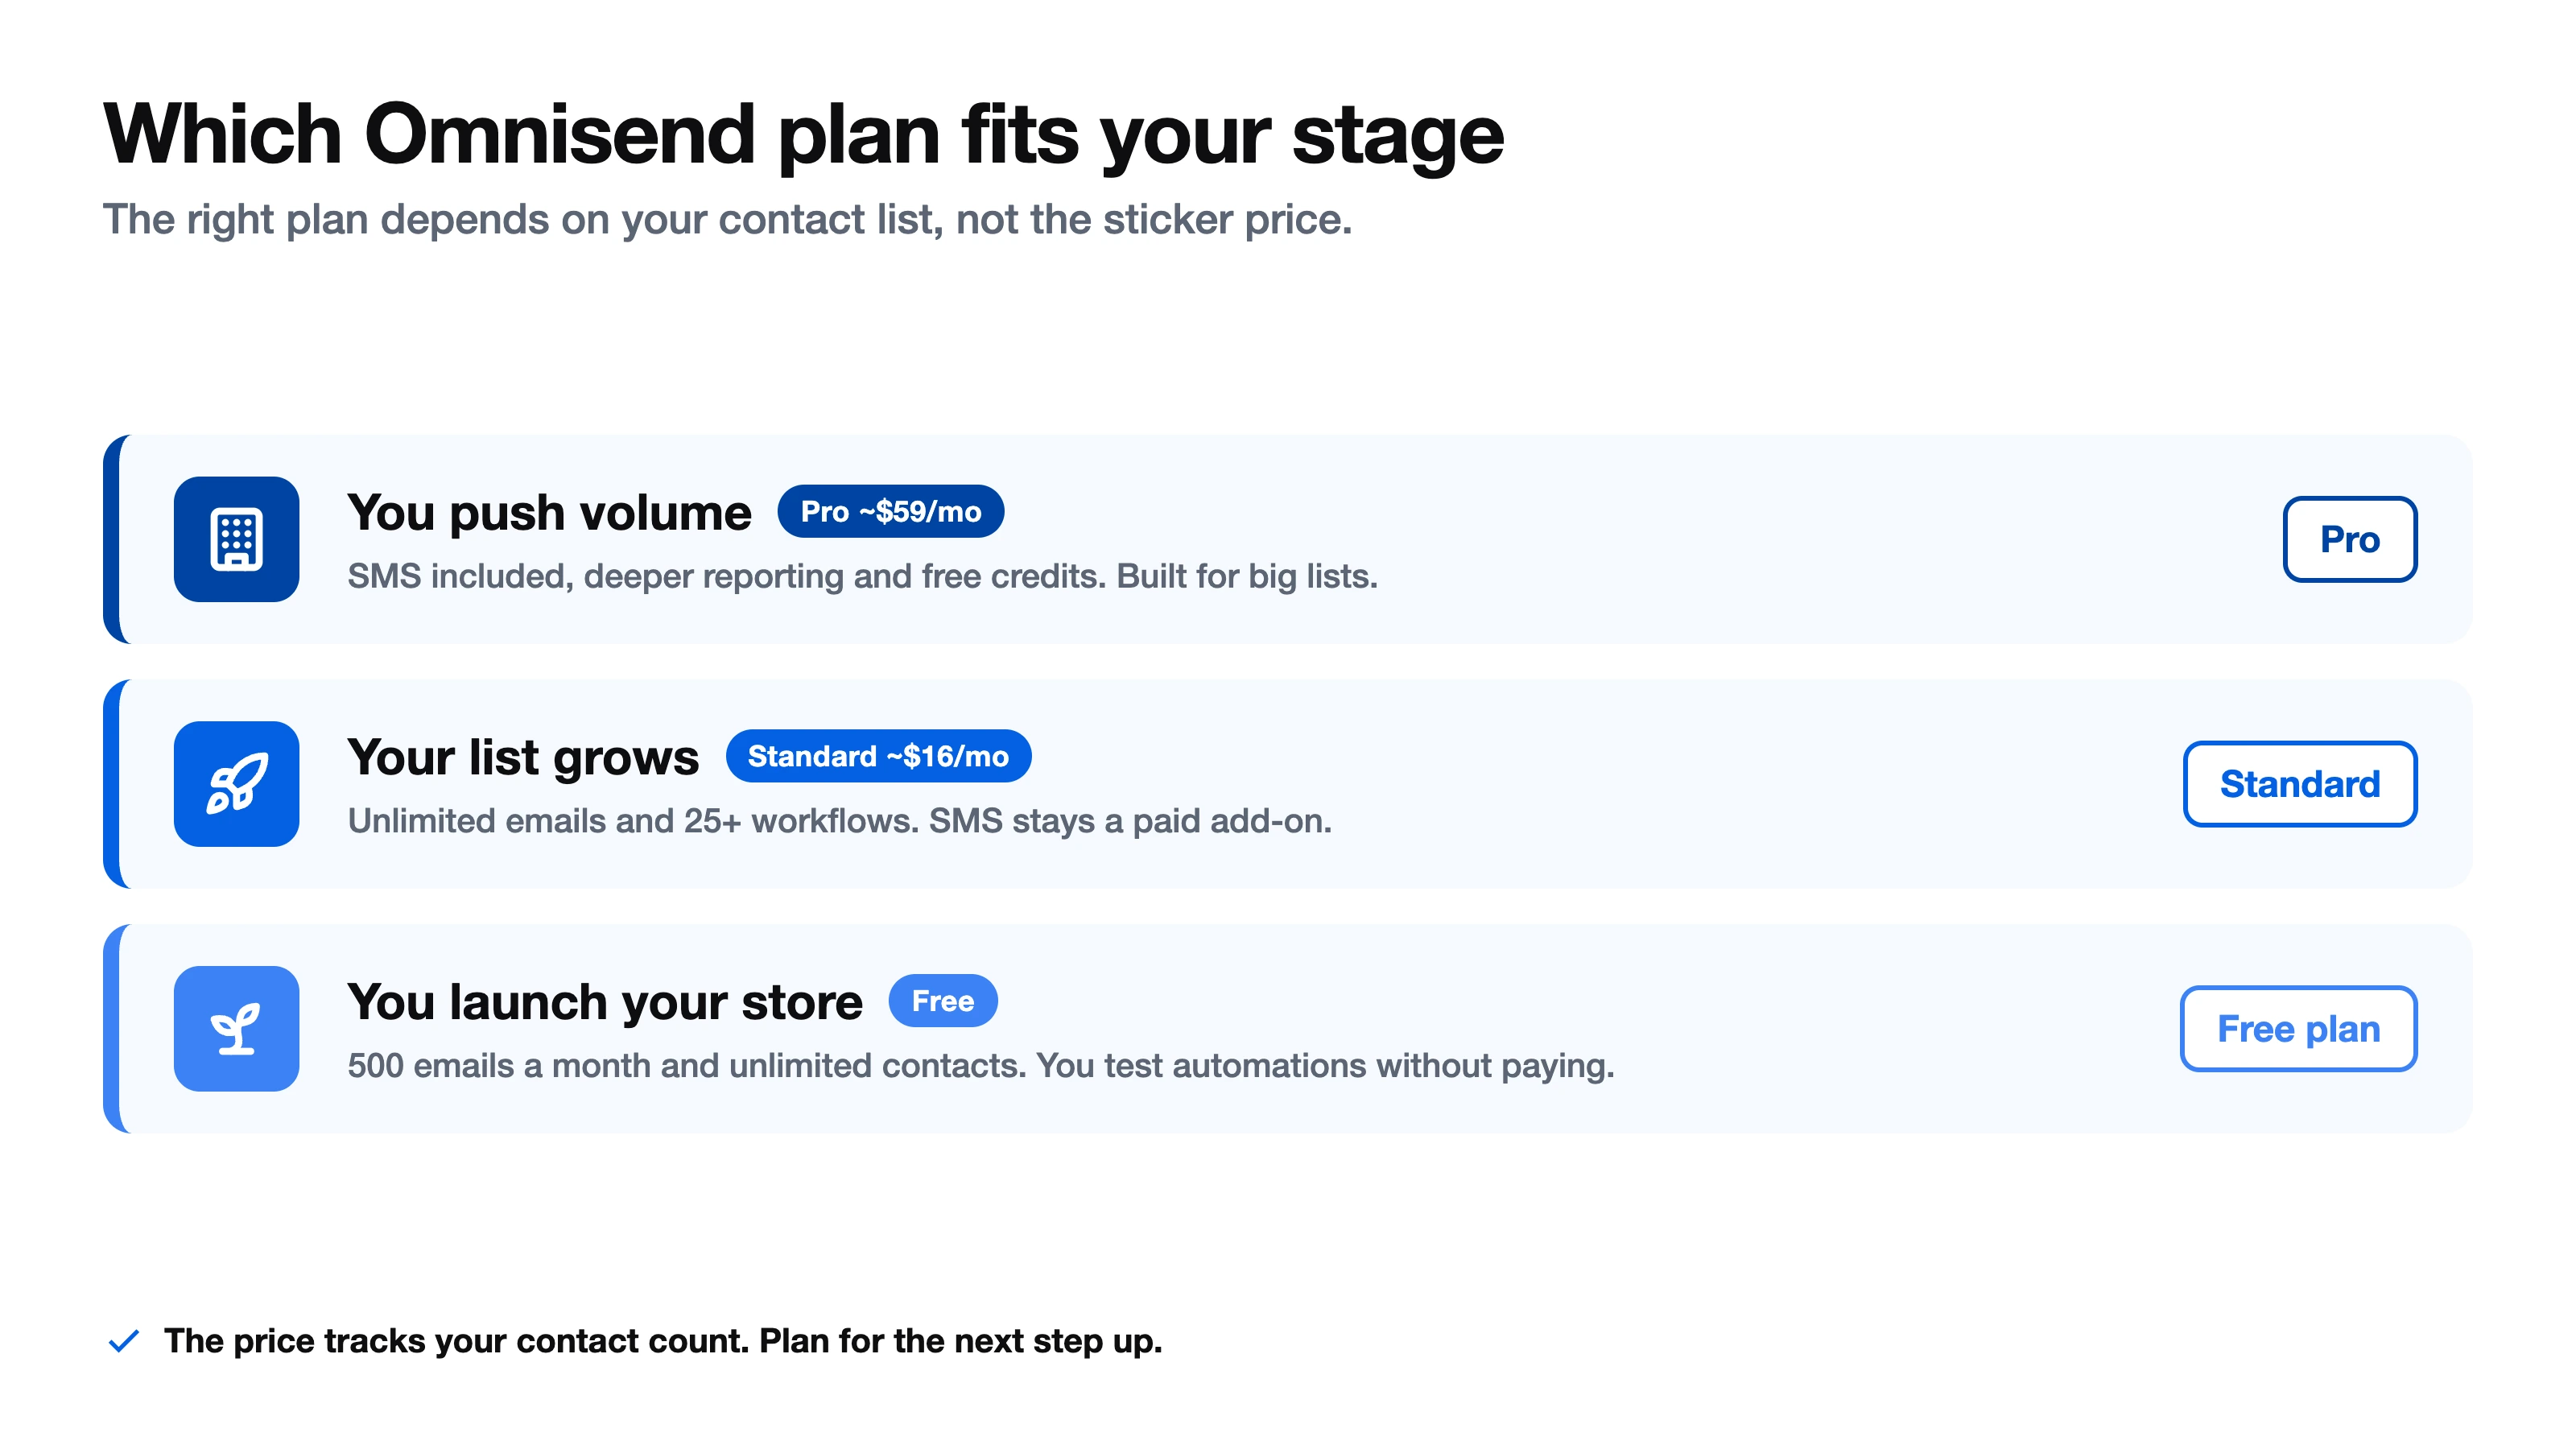 Which Omnisend plan fits your stage
The right plan depends on your contact list, not the sticker price.
You push volume
Pro ~$59/mo
SMS included, deeper reporting and free credits. Built for big lists.
Pro
Your list grows
Standard ~$16/mo
Unlimited emails and 25+ workflows. SMS stays a paid add-on.
Standard
You launch your store
Free
500 emails a month and unlimited contacts. You test automations without paying.
Free plan
The price tracks your contact count. Plan for the next step up.